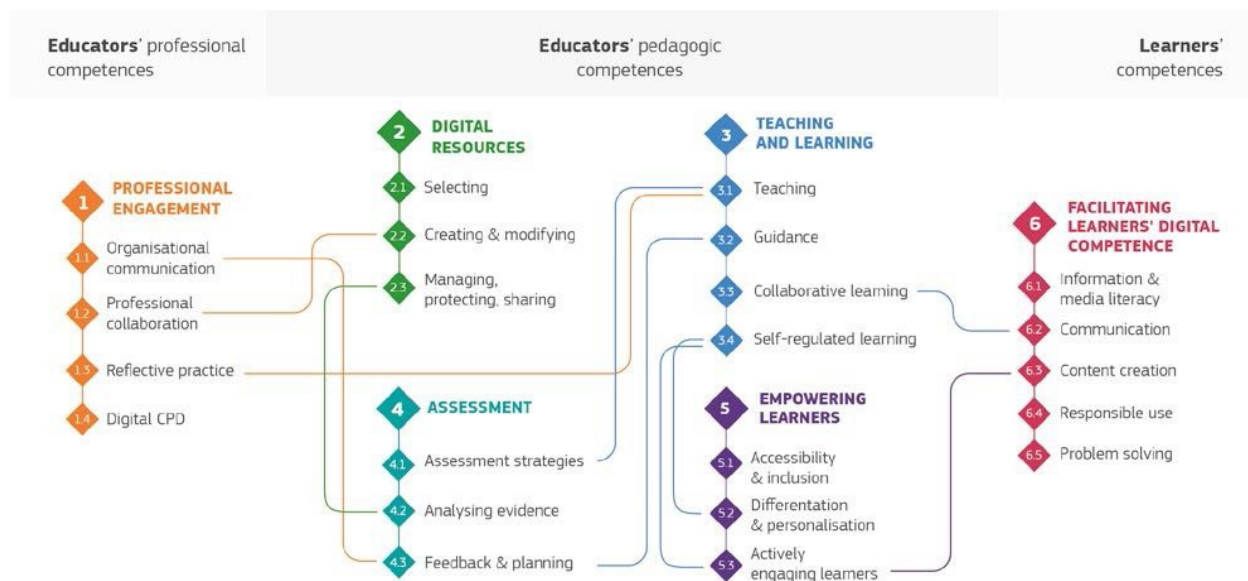 Educators' professional
competences
Educators' pedagogic
competences
Learners'
competences
1
PROFESSIONAL
ENGAGEMENT
1.1
Organisational
communication
1.2
Professional
collaboration
1.3
Reflective practice
1.4
Digital CPD
2
DIGITAL
RESOURCES
2.1
Selecting
2.2
Creating & modifying
2.3
Managing,
protecting, sharing
3
TEACHING
AND LEARNING
3.1
Teaching
3.2
Guidance
3.3
Collaborative learning
3.4
Self-regulated learning
4
ASSESSMENT
4.1
Assessment strategies
4.2
Analysing evidence
4.3
Feedback & planning
5
EMPOWERING
LEARNERS
5.1
Accessibility
& inclusion
5.2
Differentation
& personalisation
5.3
Actively
engaging learners
6
FACILITATING
LEARNERS' DIGITAL
COMPETENCE
6.1
Information &
media literacy
6.2
Communication
6.3
Content creation
6.4
Responsible use
6.5
Problem solving